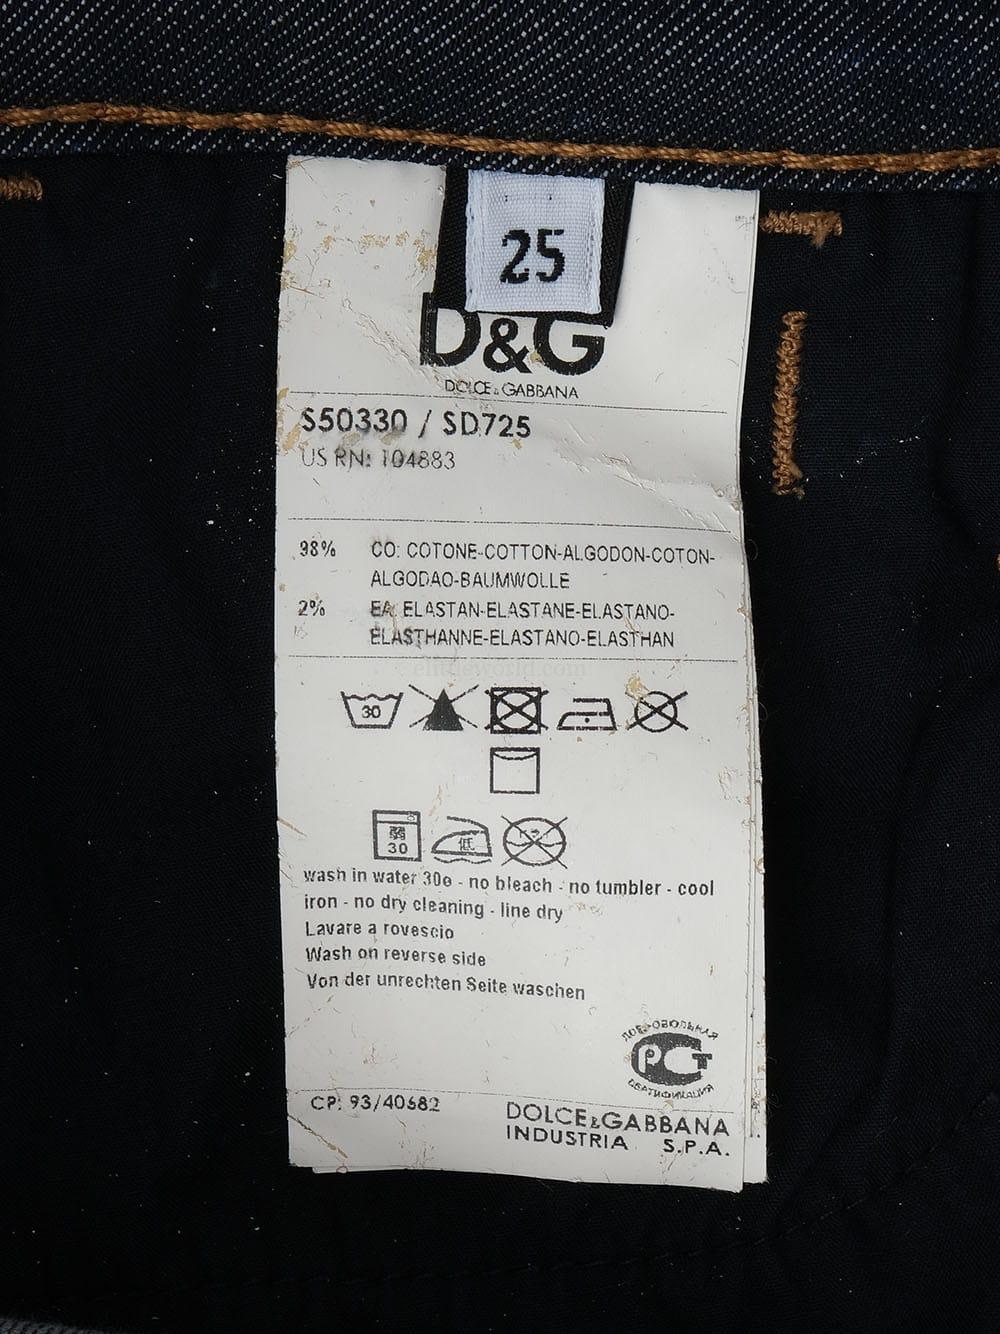 25
D&G
DOLCE & GABBANA
S50330 / SD725
US RN: 104883
98% CO: COTONE-COTTON-ALGODON-COTON-
ALGODAO-BAUMWOLLE
2% EA: ELASTAN-ELASTANE-ELASTANO-
ELASTHANNE-ELASTANO-ELASTHAN
elitdeworld.com
30
弱
30
低
wash in water 30º - no bleach - no tumbler - cool
iron - no dry cleaning - line dry
Lavare a rovescio
Wash on reverse side
Von der unrechten Seite waschen
ДОБРОВОЛЬНАЯ
РСТ
СЕРТИФИКАЦИЯ
CP: 93/40682
DOLCE&GABBANA
INDUSTRIA S.P.A.